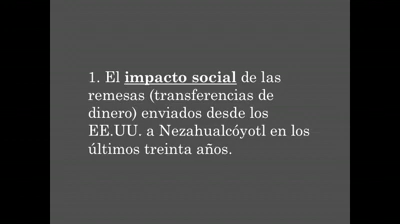 1. El impacto social de las
remesas (transferencias de
dinero) enviados desde los
EE.UU. a Nezahualcóyotl en los
últimos treinta años.